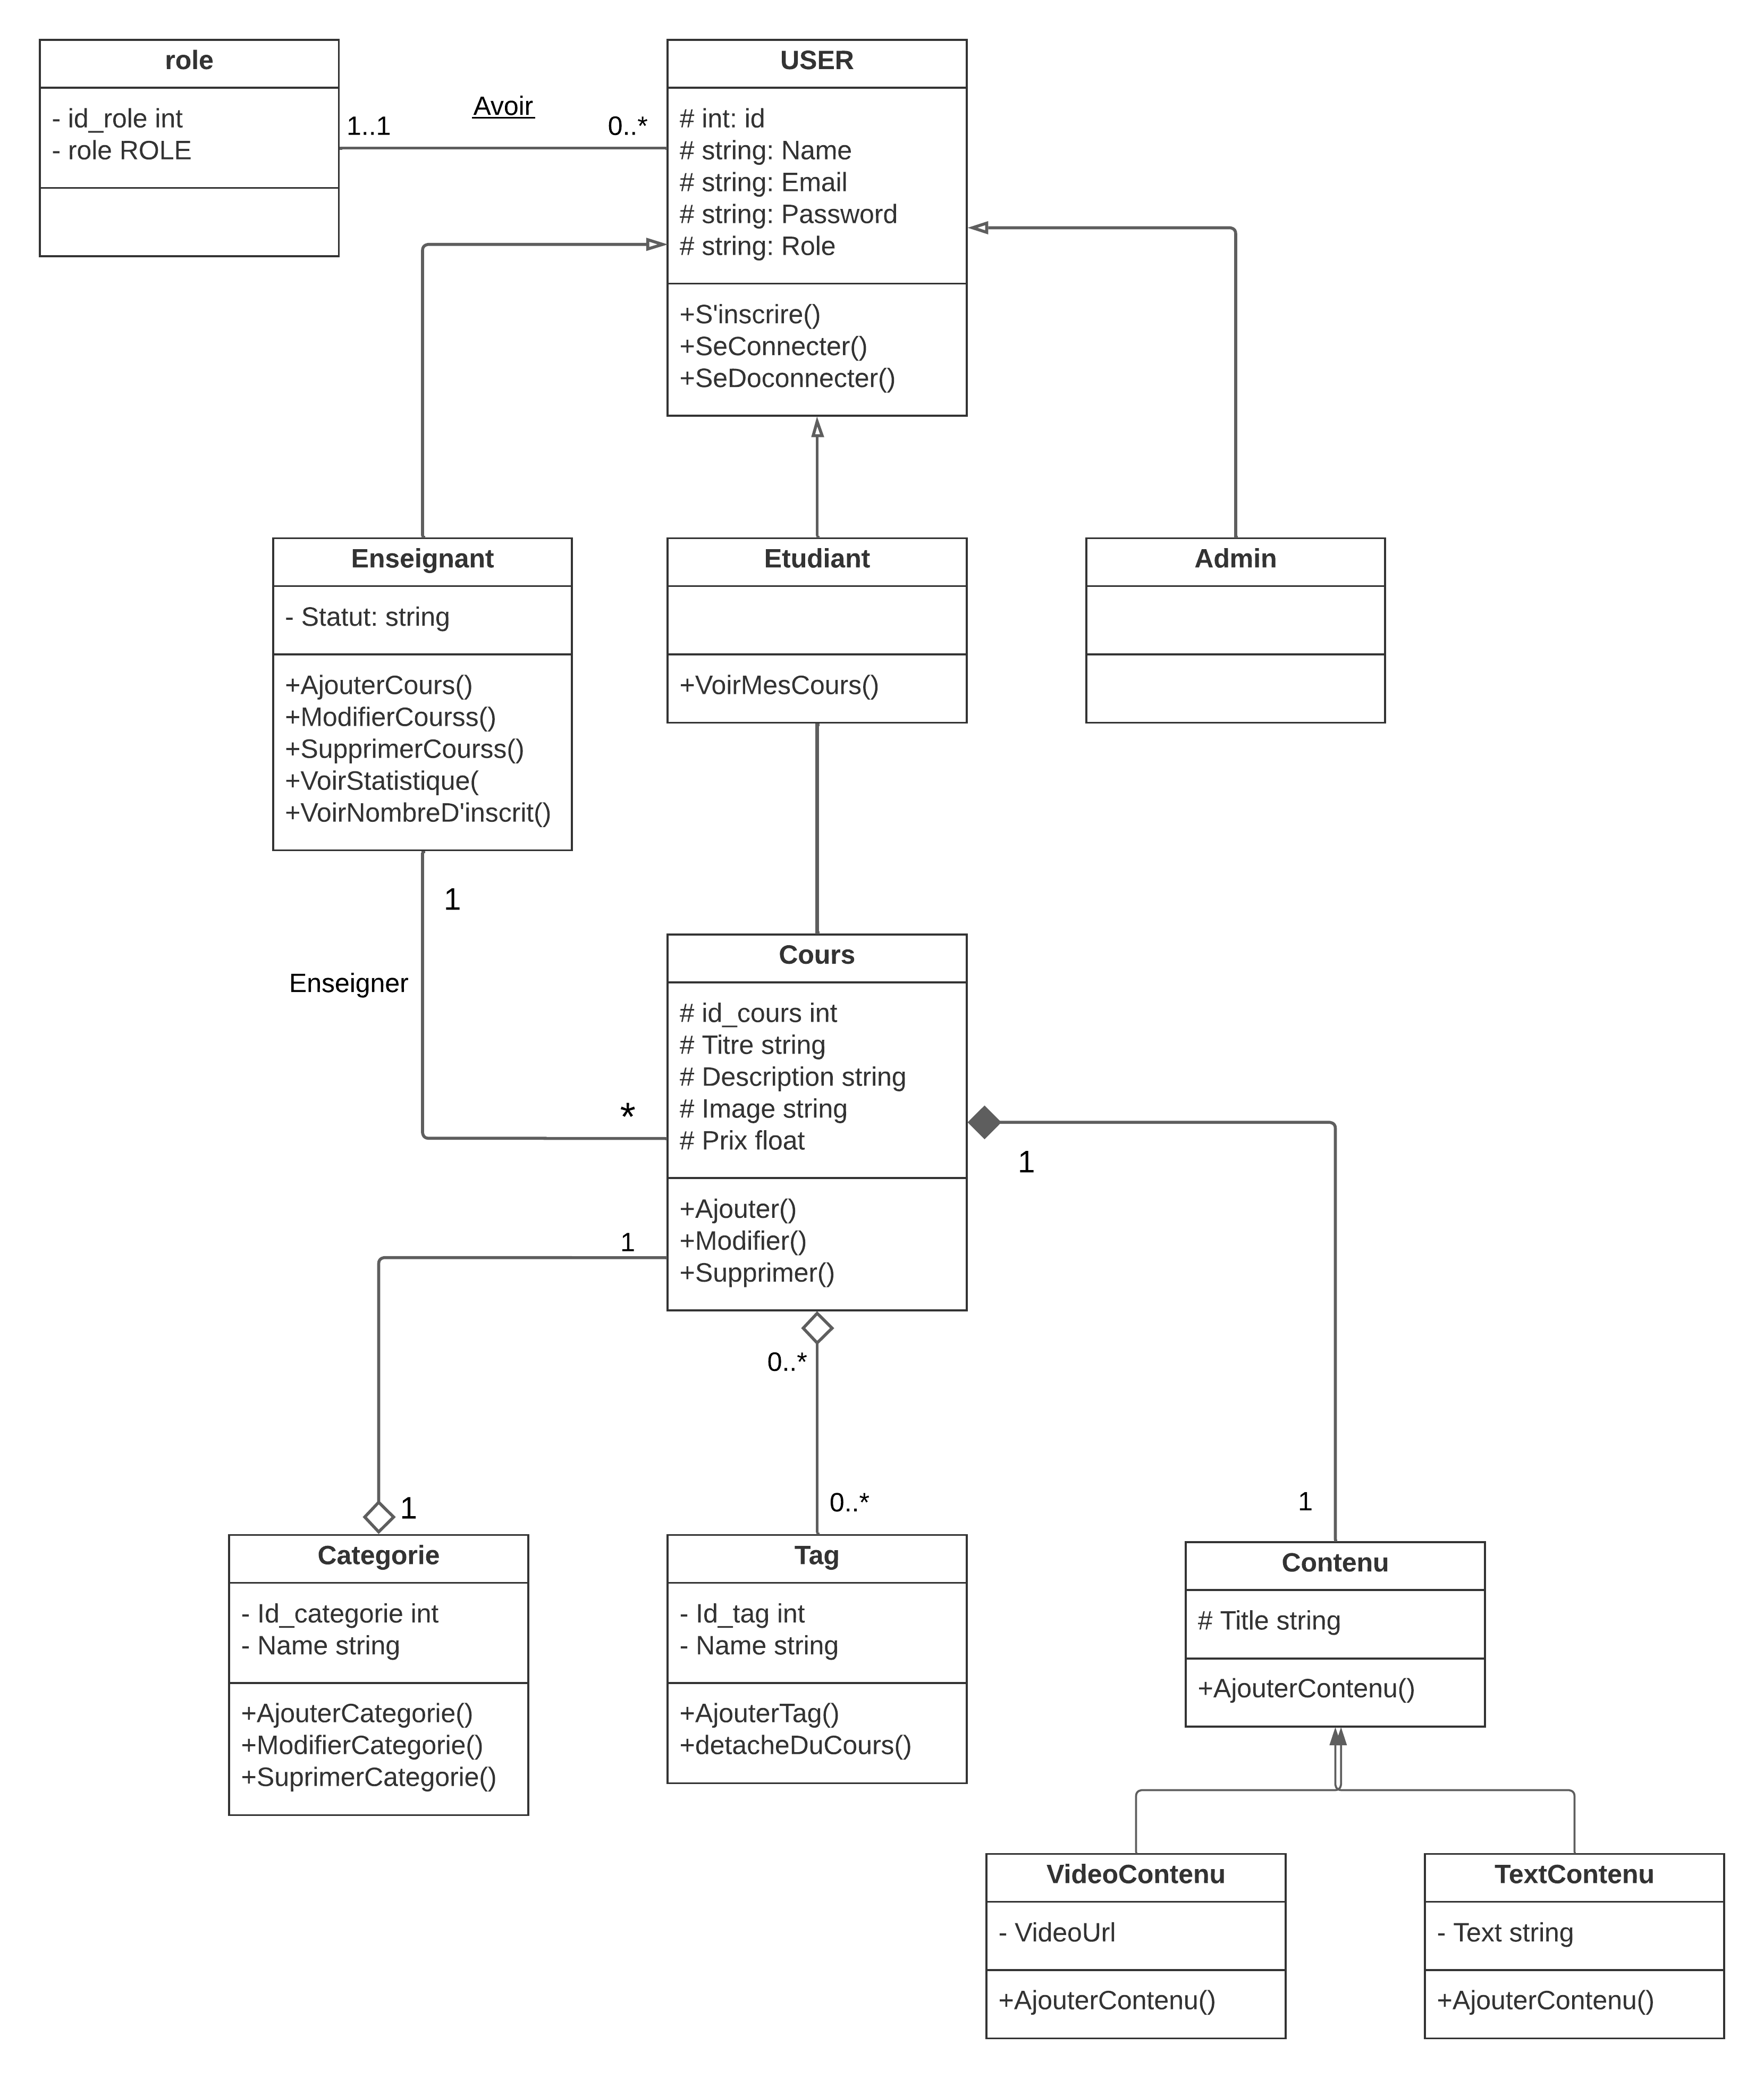 role
- id_role int
- role ROLE
1..1
Avoir
0..*
USER
# int: id
# string: Name
# string: Email
# string: Password
# string: Role
+S'inscrire()
+SeConnecter()
+SeDoconnecter()
Enseignant
- Statut: string
+AjouterCours()
+ModifierCourss()
+SupprimerCourss()
+VoirStatistique(
+VoirNombreD'inscrit()
Etudiant
+VoirMesCours()
Admin
1
Enseigner
*
Cours
# id_cours int
# Titre string
# Description string
# Image string
# Prix float
+Ajouter()
+Modifier()
+Supprimer()
1
1
0..*
1
0..*
1
Categorie
- Id_categorie int
- Name string
+AjouterCategorie()
+ModifierCategorie()
+SuprimerCategorie()
Tag
- Id_tag int
- Name string
+AjouterTag()
+detacheDuCours()
Contenu
# Title string
+AjouterContenu()
VideoContenu
- VideoUrl
+AjouterContenu()
TextContenu
- Text string
+AjouterContenu()